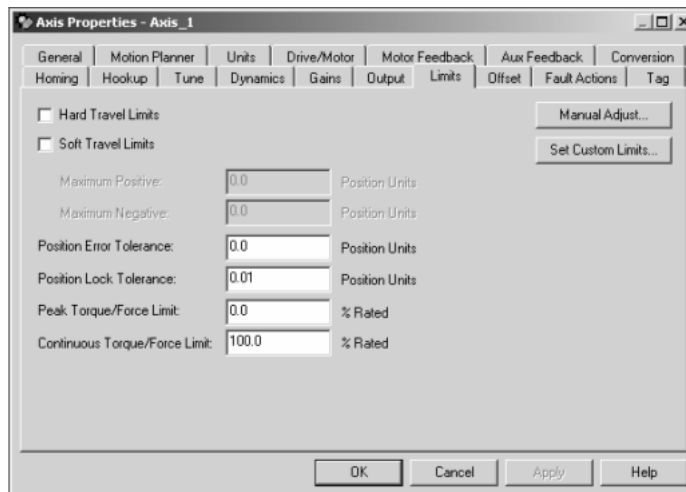 Axis Properties - Axis_1
General Motion Planner Units Drive/Motor Motor Feedback Aux Feedback Conversion
Homing Hookup Tune Dynamics Gains Output Limits Offset Fault Actions Tag
Hard Travel Limits
Manual Adjust...
Soft Travel Limits
Set Custom Limits...
Maximum Positive: 0.0 Position Units
Maximum Negative: 0.0 Position Units
Position Error Tolerance: 0.0 Position Units
Position Lock Tolerance: 0.01 Position Units
Peak Torque/Force Limit: 0.0 % Rated
Continuous Torque/Force Limit: 100.0 % Rated
OK Cancel Apply Help